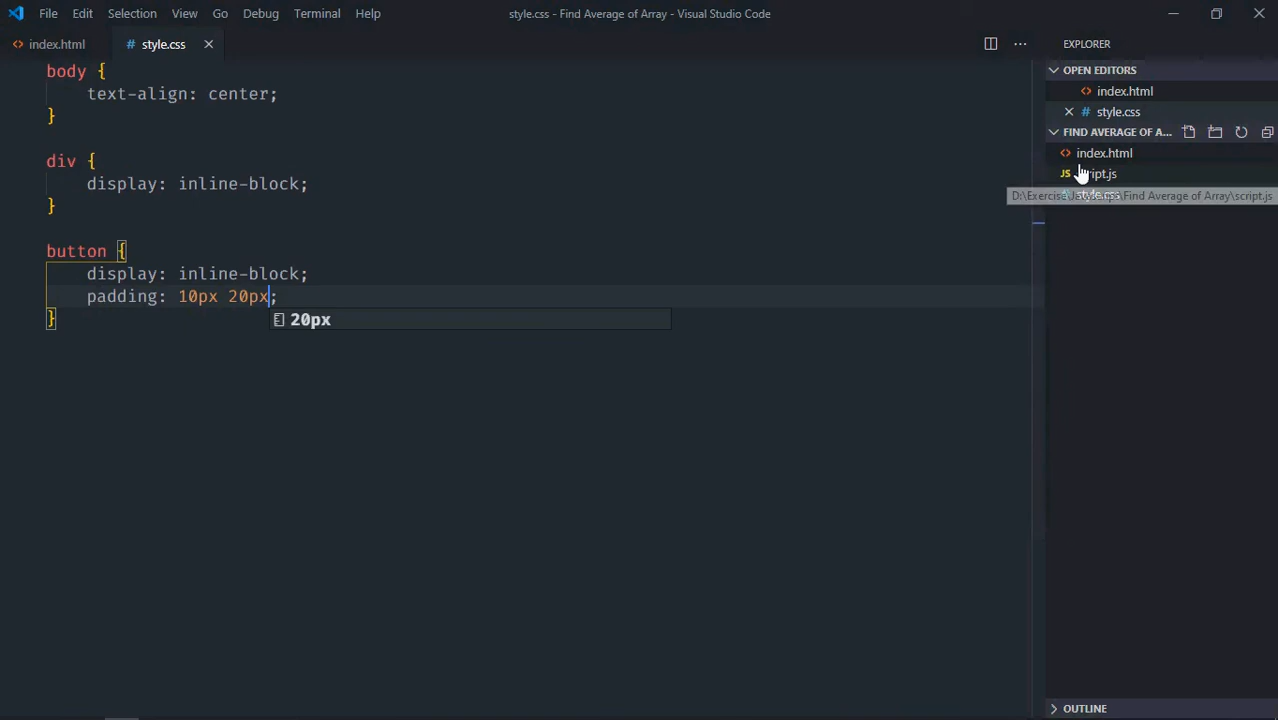 File Edit Selection View Go Debug Terminal Help
style.css - Find Average of Array - Visual Studio Code
<> index.html
# style.css
EXPLORER
OPEN EDITORS
<> index.html
# style.css
FIND AVERAGE OF A...
<> index.html
JS script.js
D:\Exercise\ \Find Average of Array\script.js
style.css
body {
text-align: center;
}
div {
display: inline-block;
}
button {
display: inline-block;
padding: 10px 20px;
}
20px
OUTLINE